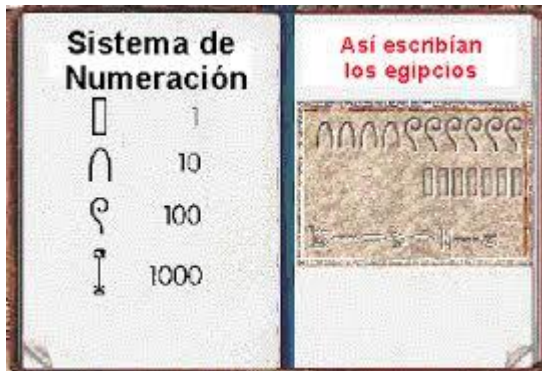 Sistema de
Numeración
1
10
100
1000
Así escribían
los egipcios